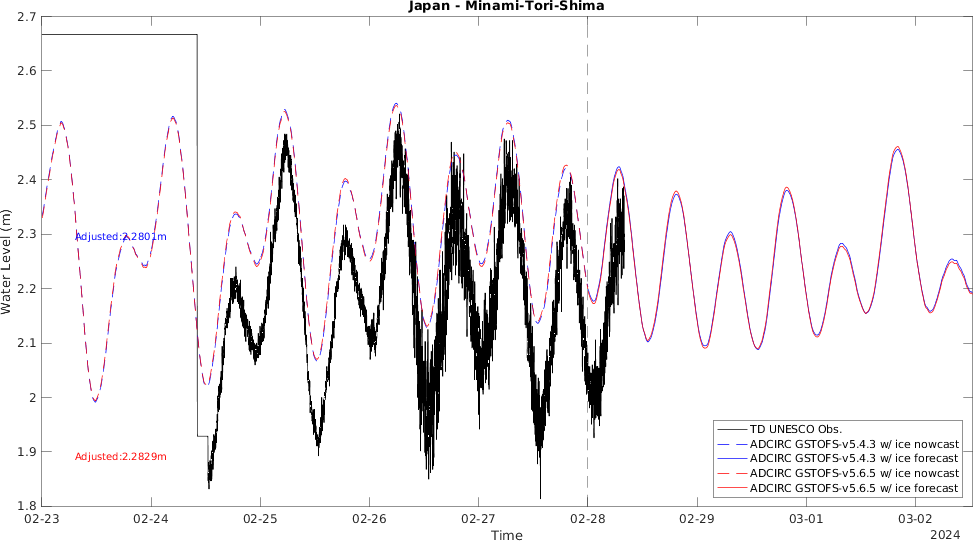 Japan - Minami-Tori-Shima
2.7
2.6
2.5
2.4
2.3
2.2
2.1
2
1.9
1.8
Water Level (m)
Adjusted:2.2801m
Adjusted:2.2829m
TD UNESCO Obs.
ADCIRC GSTOFS-v5.4.3 w/ ice nowcast
ADCIRC GSTOFS-v5.4.3 w/ ice forecast
ADCIRC GSTOFS-v5.6.5 w/ ice nowcast
ADCIRC GSTOFS-v5.6.5 w/ ice forecast
02-23 02-24 02-25 02-26 02-27 02-28 02-29 03-01 03-02
Time
2024